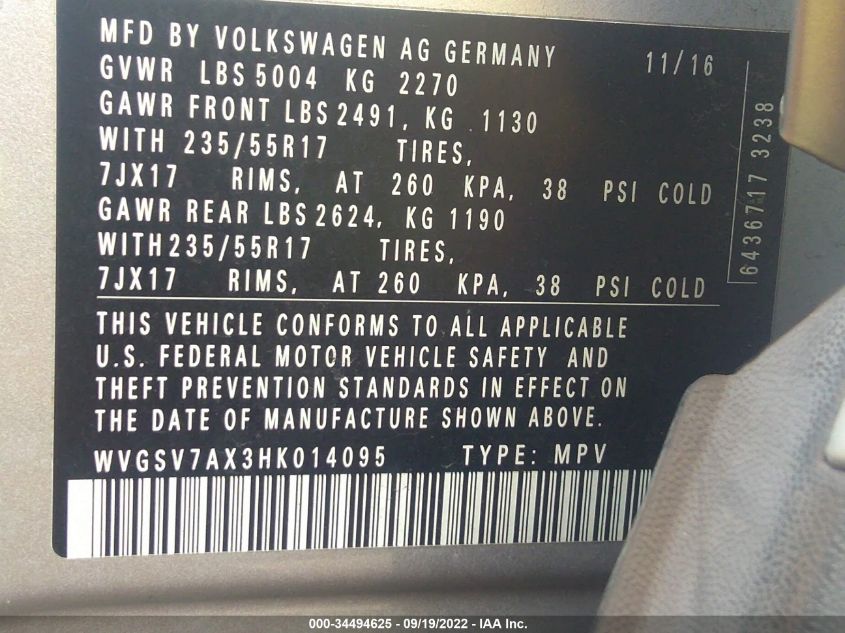 MFD BY VOLKSWAGEN AG GERMANY 11/16
GVWR LBS 5004 KG 2270
GAWR FRONT LBS 2491, KG 1130
WITH 235/55R17 TIRES,
7JX17 RIMS, AT 260 KPA, 38 PSI COLD
GAWR REAR LBS 2624, KG 1190
WITH 235/55R17 TIRES,
7JX17 RIMS, AT 260 KPA, 38 PSI COLD
THIS VEHICLE CONFORMS TO ALL APPLICABLE
U.S. FEDERAL MOTOR VEHICLE SAFETY AND
THEFT PREVENTION STANDARDS IN EFFECT ON
THE DATE OF MANUFACTURE SHOWN ABOVE.
WVGSV7AX3HK014095 TYPE: MPV
6436717 3238
000-34494625 - 09/19/2022 - IAA Inc.